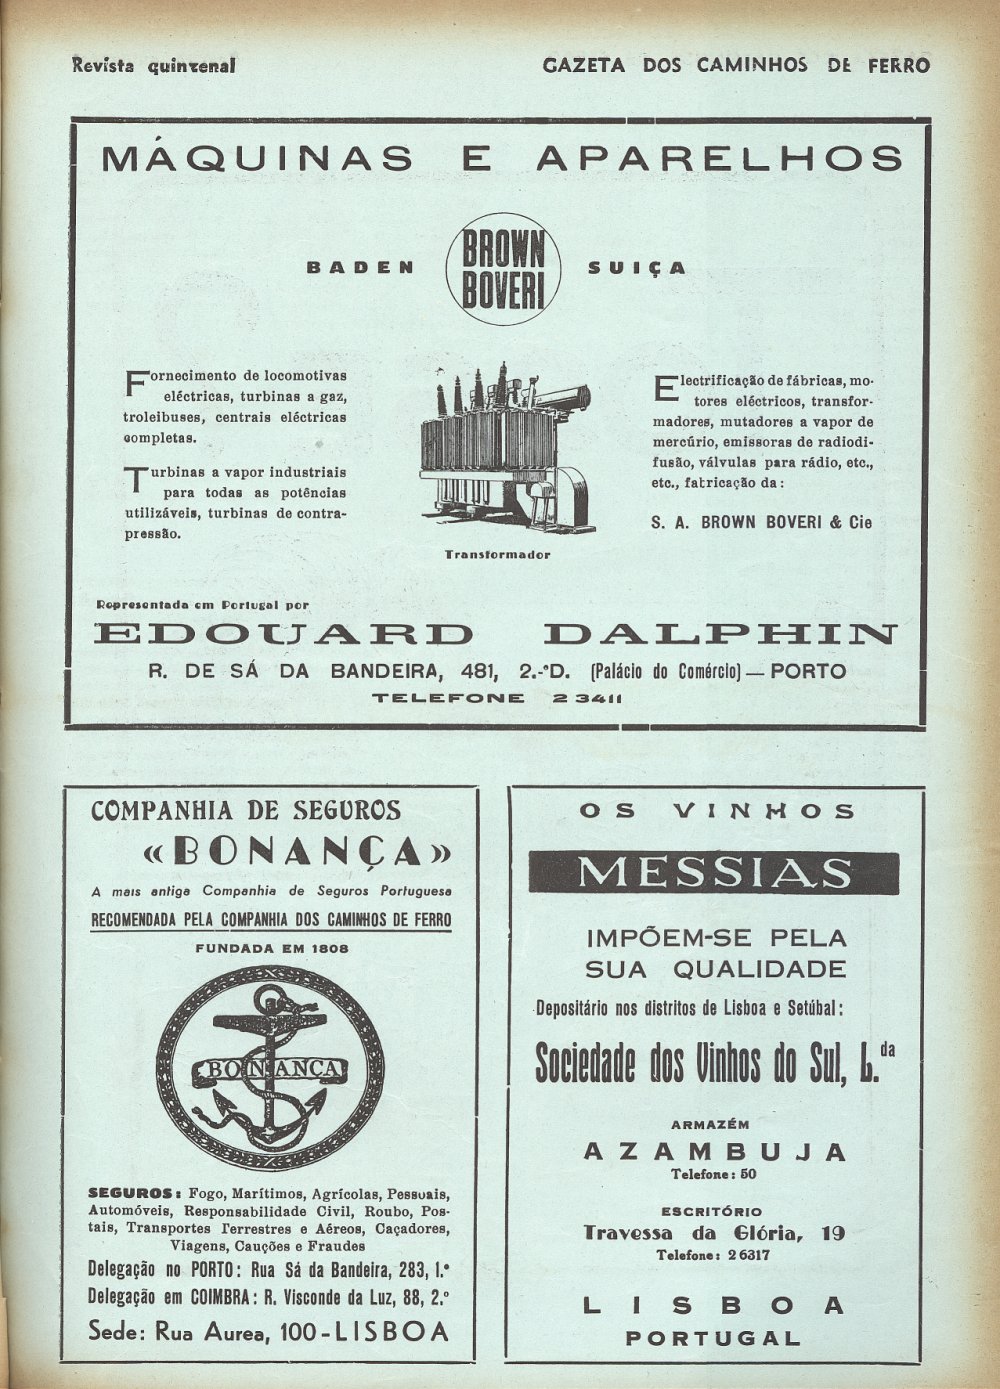 Revista quinzenal
GAZETA DOS CAMINHOS DE FERRO
MÁQUINAS E APARELHOS
BADEN
BROWN
BOVERI
SUIÇA
Fornecimento de locomotivas
eléctricas, turbinas a gaz,
troleibuses, centrais eléctricas
completas.
Turbinas a vapor industriais
para todas as potências
utilizáveis, turbinas de contra-
pressão.
Transformador
Electrificação de fábricas, mo-
tores eléctricos, transfor-
madores, mutadores a vapor de
mercúrio, emissoras de radiodi-
fusão, válvulas para rádio, etc.,
etc., fabricação da:
S. A. BROWN BOVERI & Cie
Representada em Portugal por
EDOUARD DALPHIN
R. DE SÁ DA BANDEIRA, 481, 2.-°D. (Palácio do Comércio) — PORTO
TELEFONE 23411
COMPANHIA DE SEGUROS
«BONANÇA»
A mais antiga Companhia de Seguros Portuguesa
RECOMENDADA PELA COMPANHIA DOS CAMINHOS DE FERRO
FUNDADA EM 1808
BONANÇA
SEGUROS: Fogo, Marítimos, Agrícolas, Pessoais,
Automóveis, Responsabilidade Civil, Roubo, Pos-
tais, Transportes Terrestres e Aéreos, Caçadores,
Viagens, Cauções e Fraudes
Delegação no PORTO: Rua Sá da Bandeira, 283, 1.°
Delegação em COIMBRA: R. Visconde da Luz, 88, 2.°
Sede: Rua Aurea, 100-LISBOA
OS VINHOS
MESSIAS
IMPÕEM-SE PELA
SUA QUALIDADE
Depositário nos distritos de Lisboa e Setúbal:
Sociedade dos Vinhos do Sul, L.da
ARMAZÉM
AZAMBUJA
Telefone: 50
ESCRITÓRIO
Travessa da Glória, 19
Telefone: 26317
LISBOA
PORTUGAL